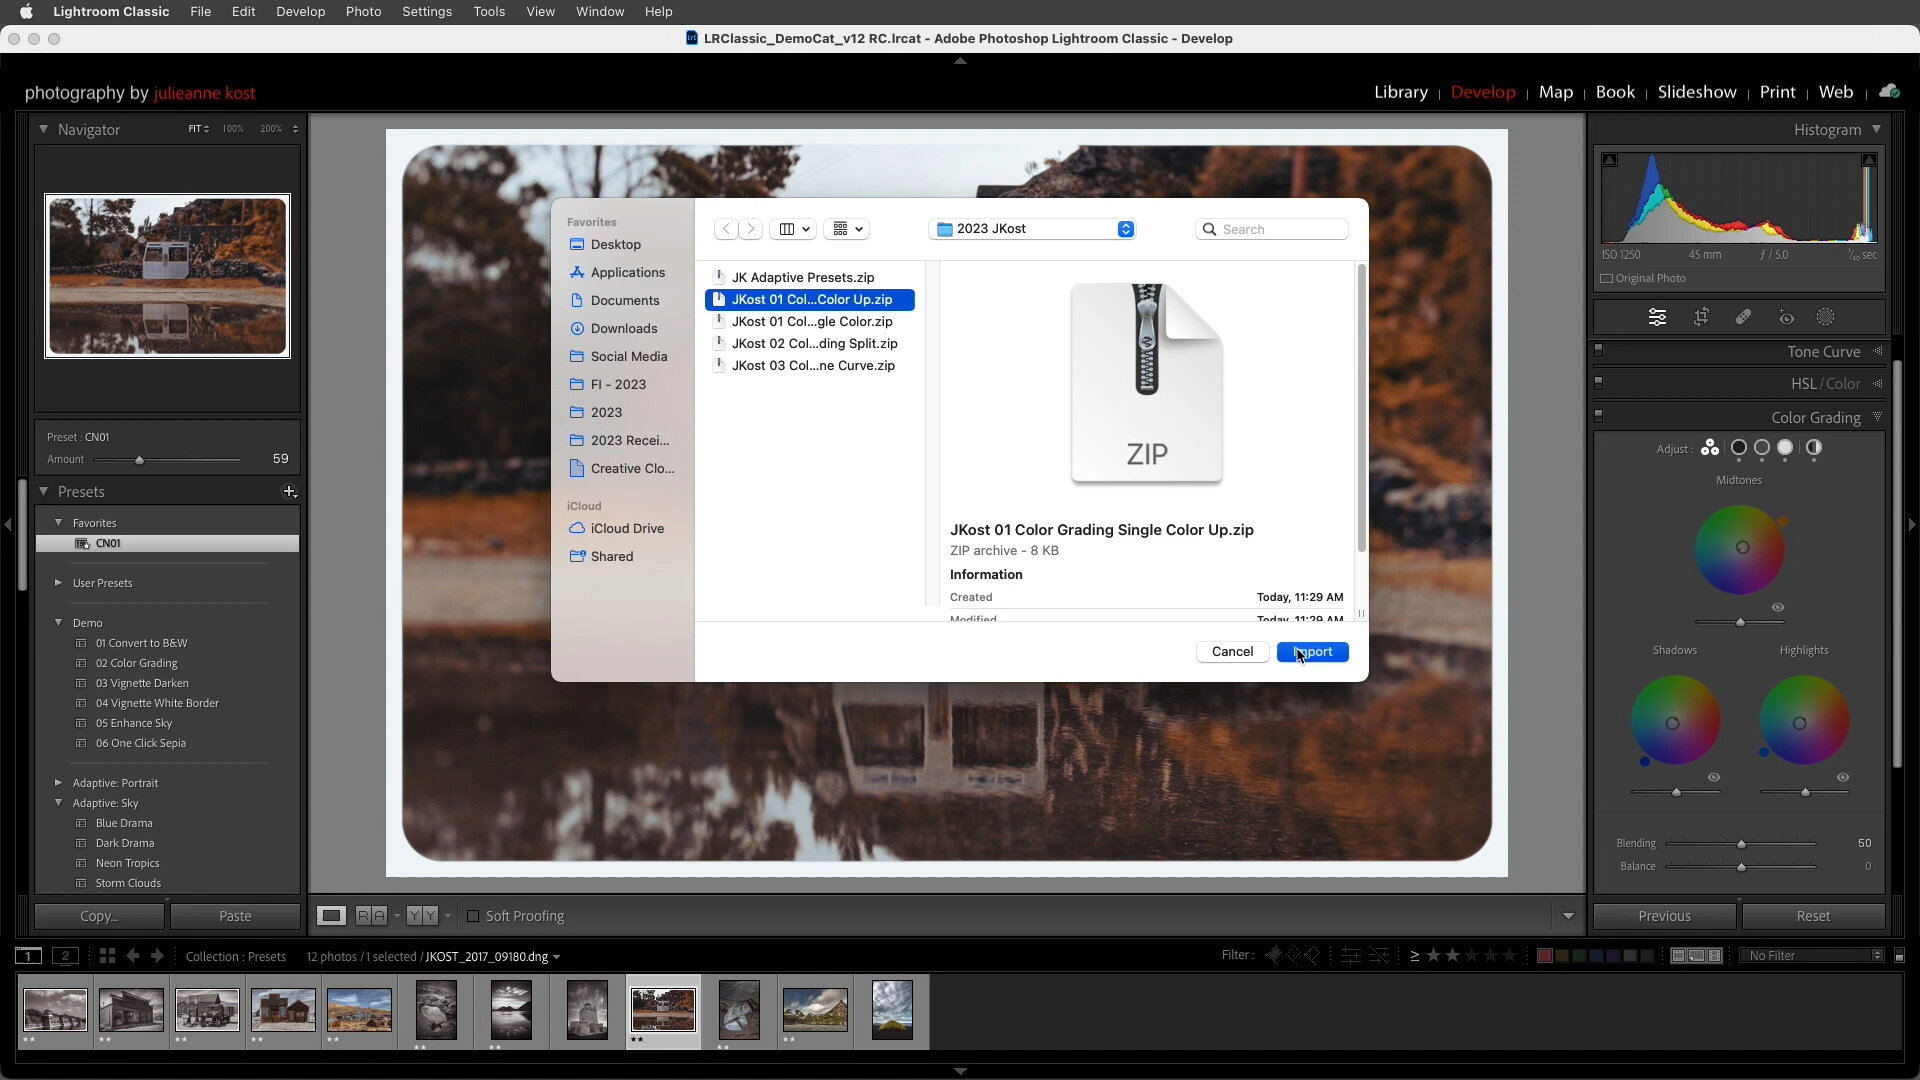 Lightroom Classic File Edit Develop Photo Settings Tools View Window Help
LrC LRClassic_DemoCat_v12 RC.lrcat - Adobe Photoshop Lightroom Classic - Develop
photography by julieanne kost
Library | Develop | Map | Book | Slideshow | Print | Web |
Navigator FIT 100% 200%
Preset : CN01
Amount 59
Presets
Favorites
CN01
User Presets
Demo
01 Convert to B&W
02 Color Grading
03 Vignette Darken
04 Vignette White Border
05 Enhance Sky
06 One Click Sepia
Adaptive: Portrait
Adaptive: Sky
Blue Drama
Dark Drama
Neon Tropics
Storm Clouds
Copy... Paste
Favorites
Desktop
Applications
Documents
Downloads
Social Media
FI - 2023
2023
2023 Recei...
Creative Clo...
iCloud
iCloud Drive
Shared
2023 JKost
Search
JK Adaptive Presets.zip
JKost 01 Col...Color Up.zip
JKost 01 Col...gle Color.zip
JKost 02 Col...ding Split.zip
JKost 03 Col...ne Curve.zip
ZIP
JKost 01 Color Grading Single Color Up.zip
ZIP archive - 8 KB
Information
Created Today, 11:29 AM
Modified Today, 11:29 AM
Cancel Import
Histogram
ISO 1250 45 mm ƒ / 5.0 1/40 sec
Original Photo
Tone Curve
HSL / Color
Color Grading
Adjust :
Midtones
Shadows Highlights
Blending 50
Balance 0
Previous Reset
R A Y Y Soft Proofing
1 2 Collection : Presets 12 photos / 1 selected / JKOST_2017_09180.dng
Filter : ≥ No Filter